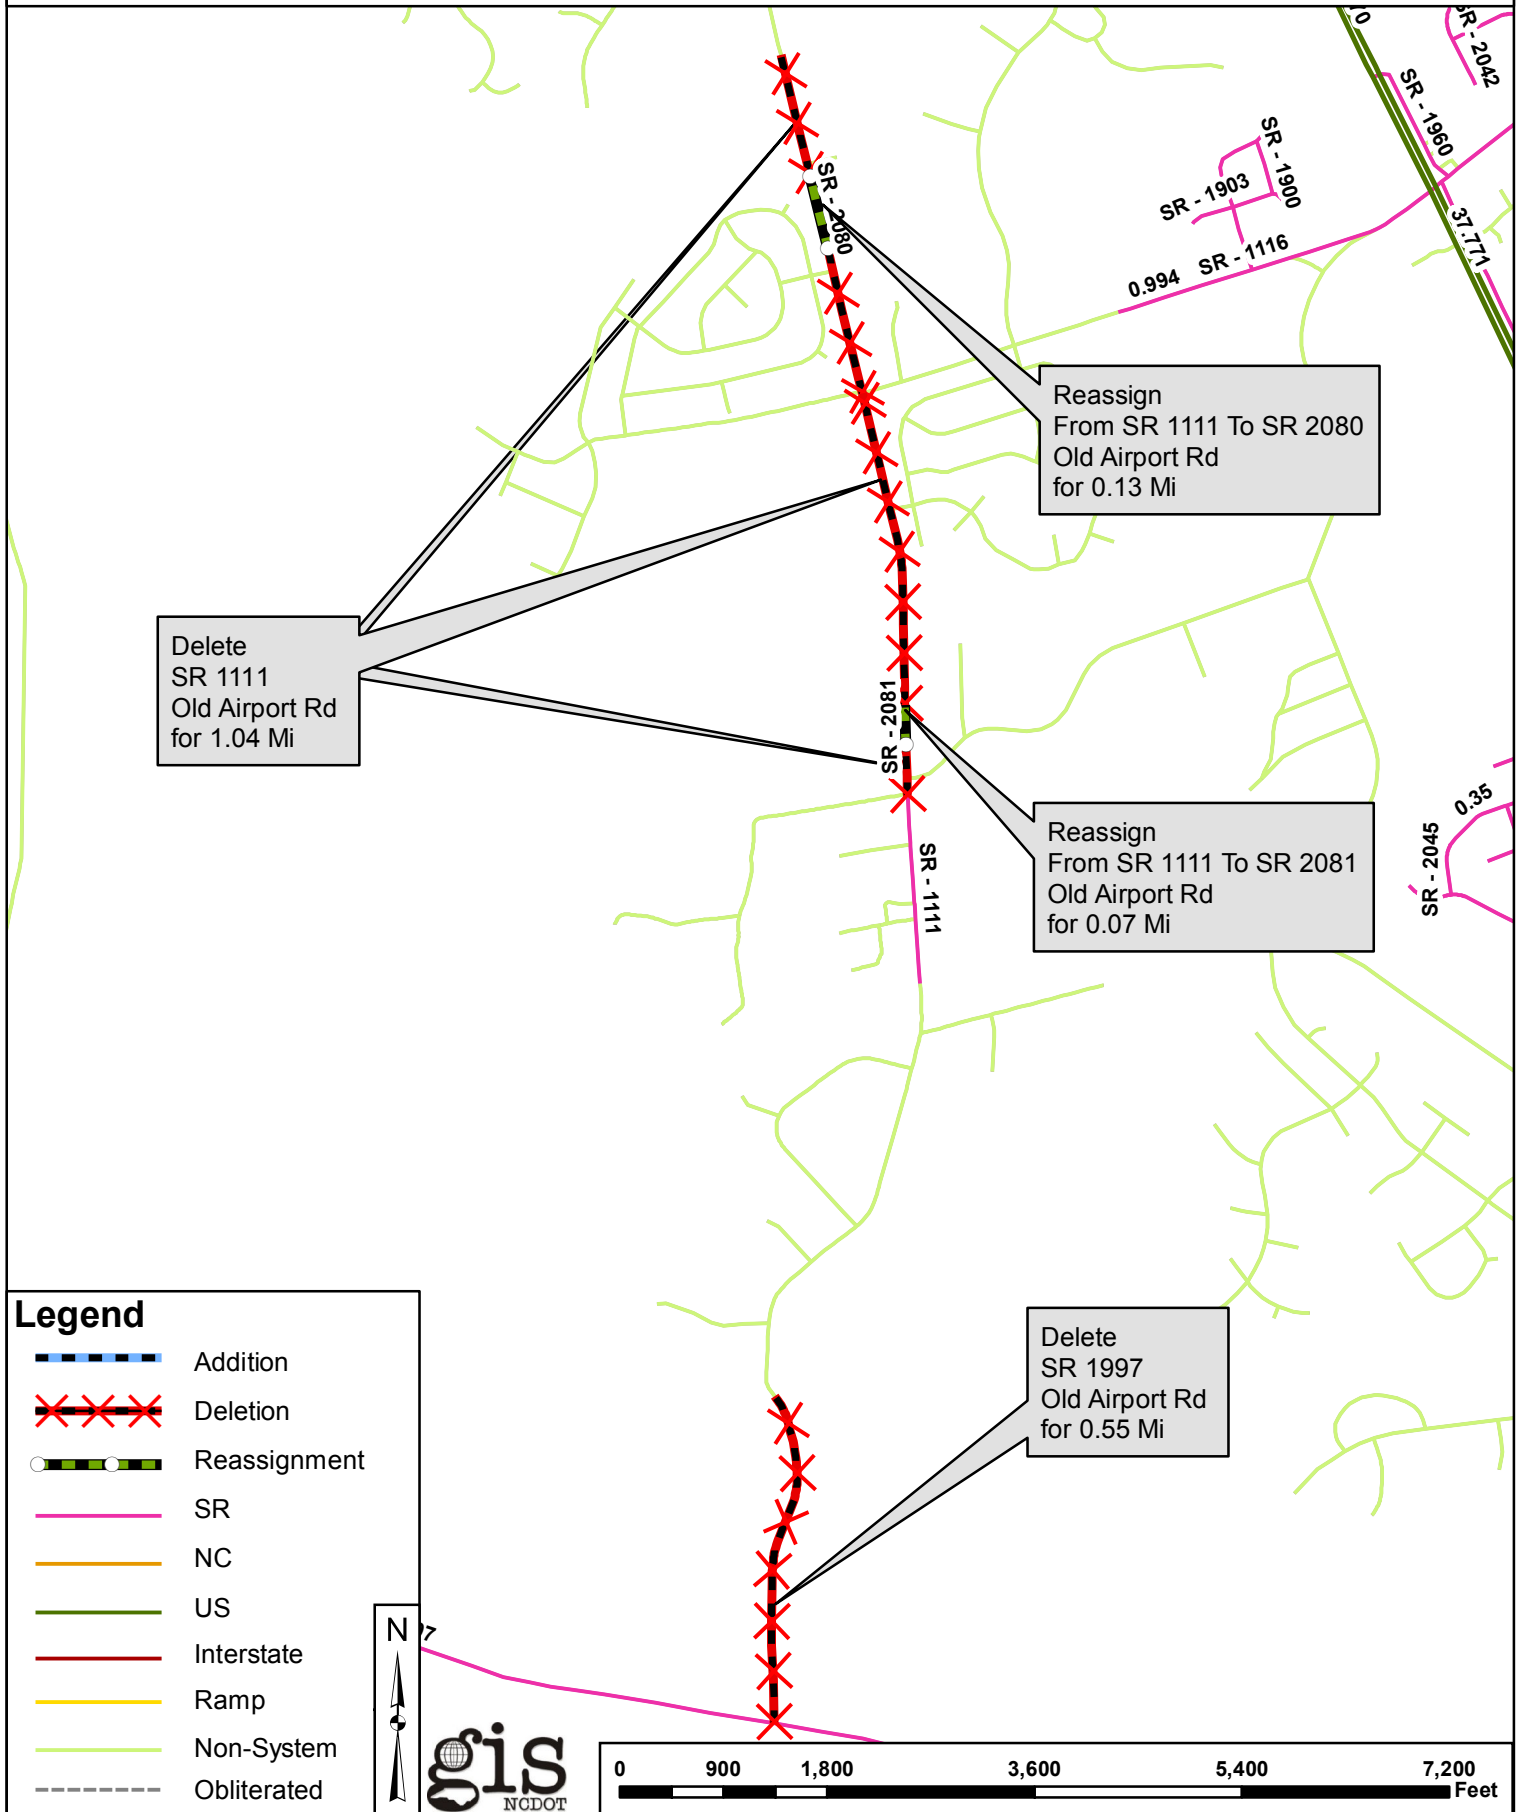 70
SR - 2042
SR - 1960
SR - 1900
SR - 1903
SR - 2080
37.771
0.994 SR - 1116
Reassign
From SR 1111 To SR 2080
Old Airport Rd
for 0.13 Mi
Delete
SR 1111
Old Airport Rd
for 1.04 Mi
SR - 2081
Reassign
From SR 1111 To SR 2081
Old Airport Rd
for 0.07 Mi
0.35
SR - 2045
SR - 1111
Delete
SR 1997
Old Airport Rd
for 0.55 Mi
Legend
Addition
Deletion
Reassignment
SR
NC
US
Interstate
Ramp
Non-System
Obliterated
N
gis
NCDOT
0 900 1,800 3,600 5,400 7,200
Feet